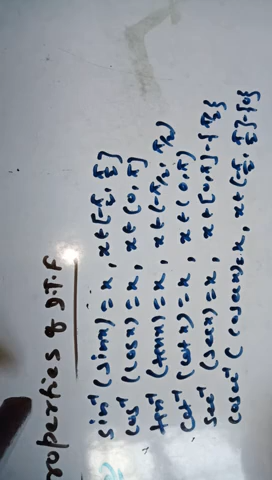 roperties of I.T.F
sin⁻¹(sinx) = x, x ∈ [-π/2, π/2]
cos⁻¹(cosx) = x, x ∈ (0, π)
tan⁻¹(tanx) = x, x ∈ (-π/2, π/2)
cot⁻¹(cotx) = x, x ∈ (0, π)
sec⁻¹(secx) = x, x ∈ [0, π] - {π/2}
cosec⁻¹(cosecx) = x, x ∈ [-π/2, π/2] - {0}